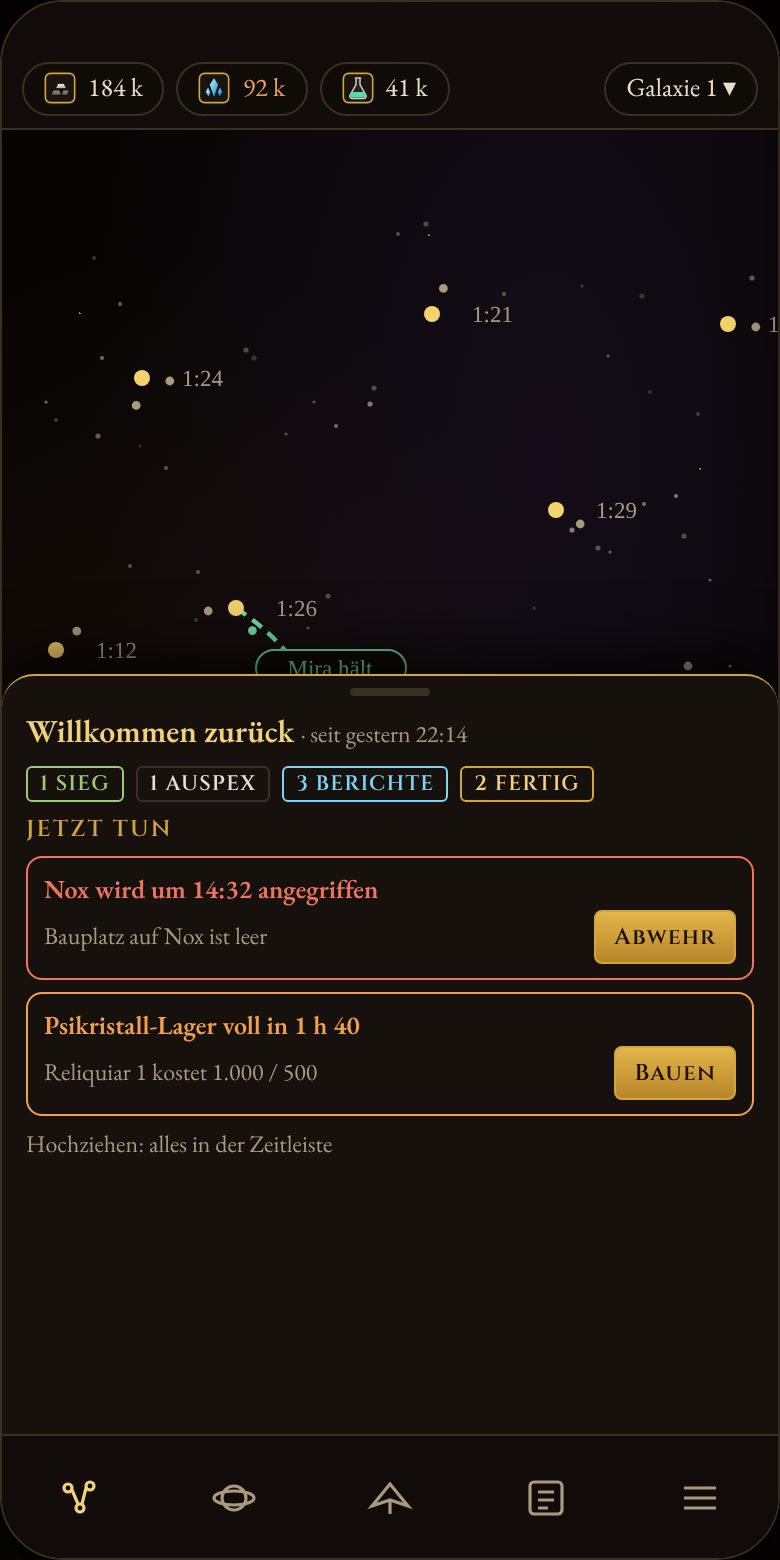 184 k 92 k 41 k Galaxie 1 ▼
1:21
1:24
1:29
1:26
1:12
Mira hält
Willkommen zurück · seit gestern 22:14
1 SIEG 1 AUSPEX 3 BERICHTE 2 FERTIG
JETZT TUN
Nox wird um 14:32 angegriffen
Bauplatz auf Nox ist leer
ABWEHR
Psikristall-Lager voll in 1 h 40
Reliquiar 1 kostet 1.000 / 500
BAUEN
Hochziehen: alles in der Zeitleiste